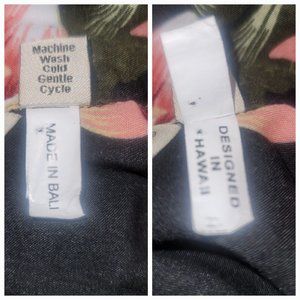 Machine
Wash
Cold
Gentle
Cycle
MADE IN BALI
DESIGNED
IN
HAWAII